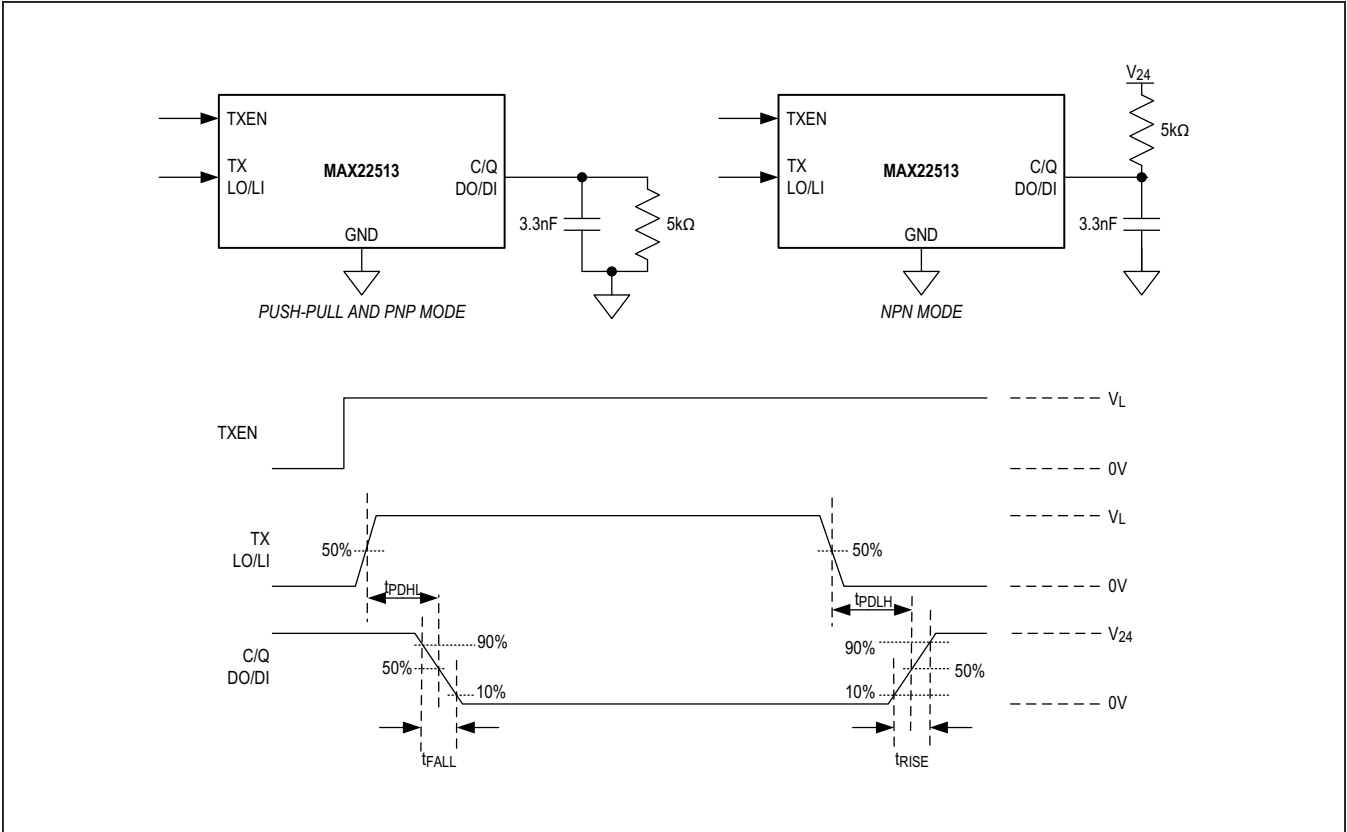 TXEN
TX
LO/LI
MAX22513
C/Q
DO/DI
GND
3.3nF
5kΩ
PUSH-PULL AND PNP MODE
V24
5kΩ
TXEN
TX
LO/LI
MAX22513
C/Q
DO/DI
GND
3.3nF
NPN MODE
TXEN
VL
0V
TX
LO/LI
50%
50%
VL
0V
tPDHL
tPDLH
C/Q
DO/DI
90%
50%
10%
90%
50%
10%
V24
0V
tFALL
tRISE